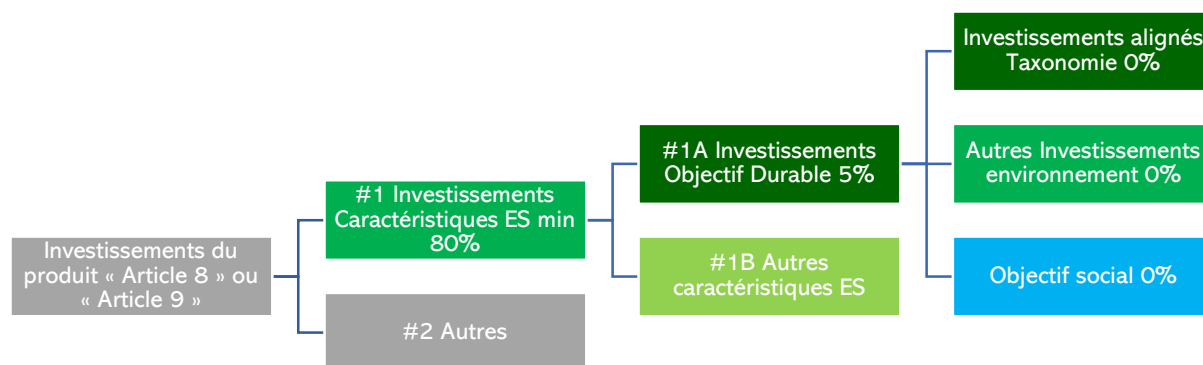 Investissements du
produit « Article 8 » ou
« Article 9 »
#1 Investissements
Caractéristiques ES min
80%
#2 Autres
#1A Investissements
Objectif Durable 5%
#1B Autres
caractéristiques ES
Investissements alignés
Taxonomie 0%
Autres Investissements
environnement 0%
Objectif social 0%